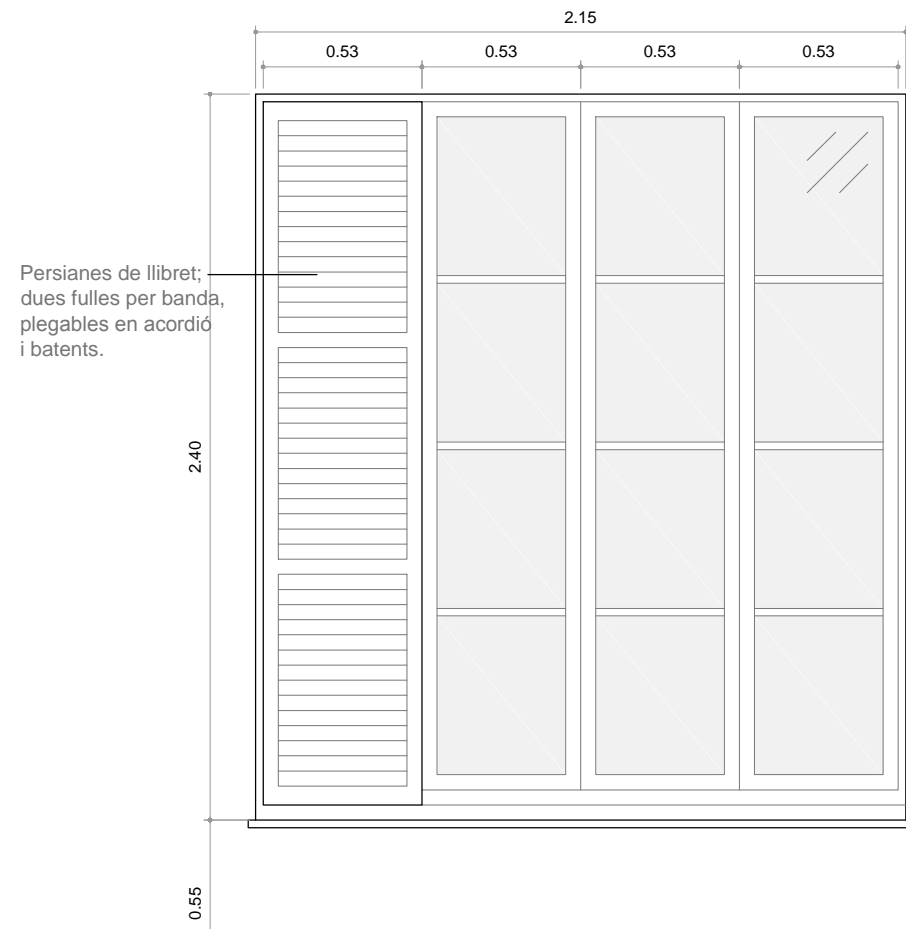 2.15
0.53 0.53 0.53 0.53
Persianes de llibret;
dues fulles per banda,
plegables en acordió
i batents.
2.40
0.55